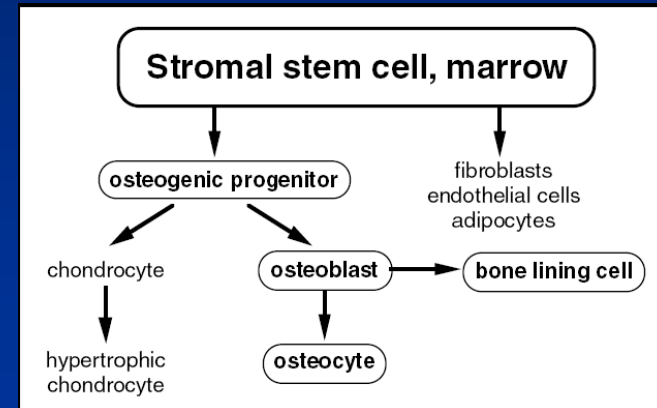 Stromal stem cell, marrow
osteogenic progenitor
fibroblasts
endothelial cells
adipocytes
chondrocyte
osteoblast
bone lining cell
hypertrophic
chondrocyte
osteocyte